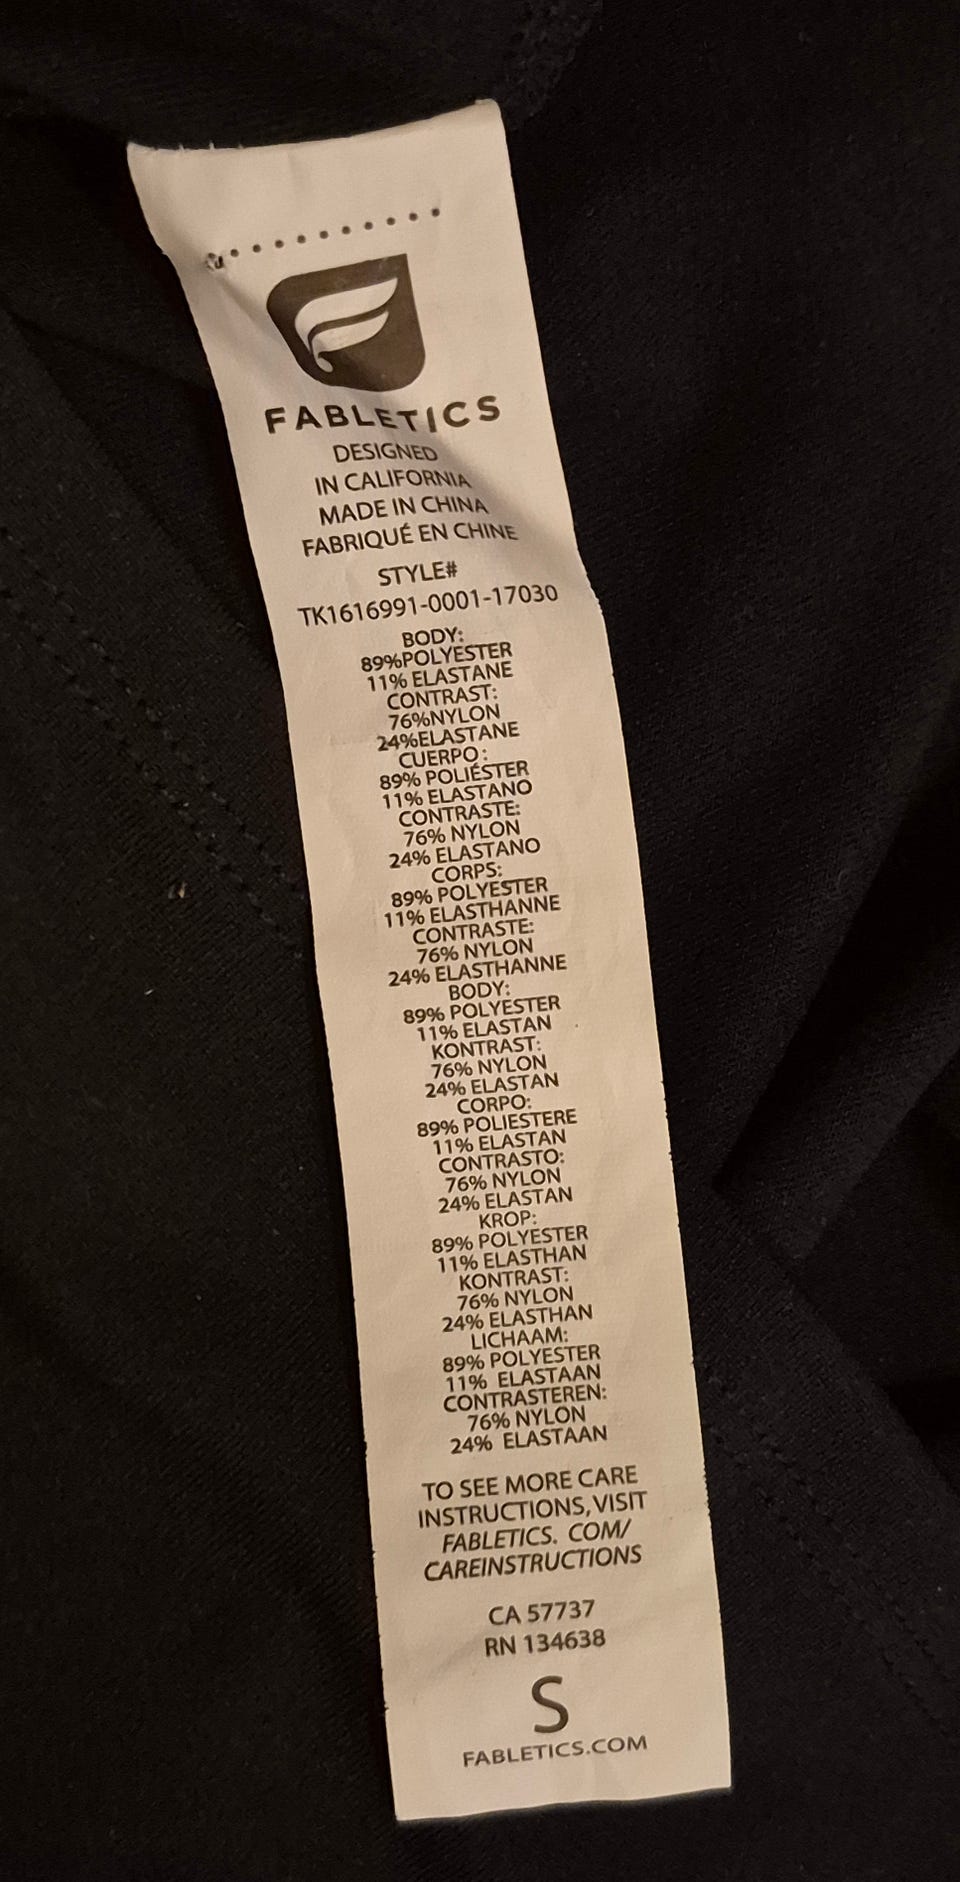 FABLETICS
DESIGNED
IN CALIFORNIA
MADE IN CHINA
FABRIQUÉ EN CHINE
STYLE#
TK1616991-0001-17030
BODY:
89%POLYESTER
11% ELASTANE
CONTRAST:
76%NYLON
24%ELASTANE
CUERPO:
89% POLIÉSTER
11% ELASTANO
CONTRASTE:
76% NYLON
24% ELASTANO
CORPS:
89% POLYESTER
11% ELASTHANNE
CONTRASTE:
76% NYLON
24% ELASTHANNE
BODY:
89% POLYESTER
11% ELASTAN
KONTRAST:
76% NYLON
24% ELASTAN
CORPO:
89% POLIESTERE
11% ELASTAN
CONTRASTO:
76% NYLON
24% ELASTAN
KROP:
89% POLYESTER
11% ELASTHAN
KONTRAST:
76% NYLON
24% ELASTHAN
LICHAAM:
89% POLYESTER
11% ELASTAAN
CONTRASTEREN:
76% NYLON
24% ELASTAAN
TO SEE MORE CARE
INSTRUCTIONS, VISIT
FABLETICS. COM/
CAREINSTRUCTIONS
CA 57737
RN 134638
S
FABLETICS.COM